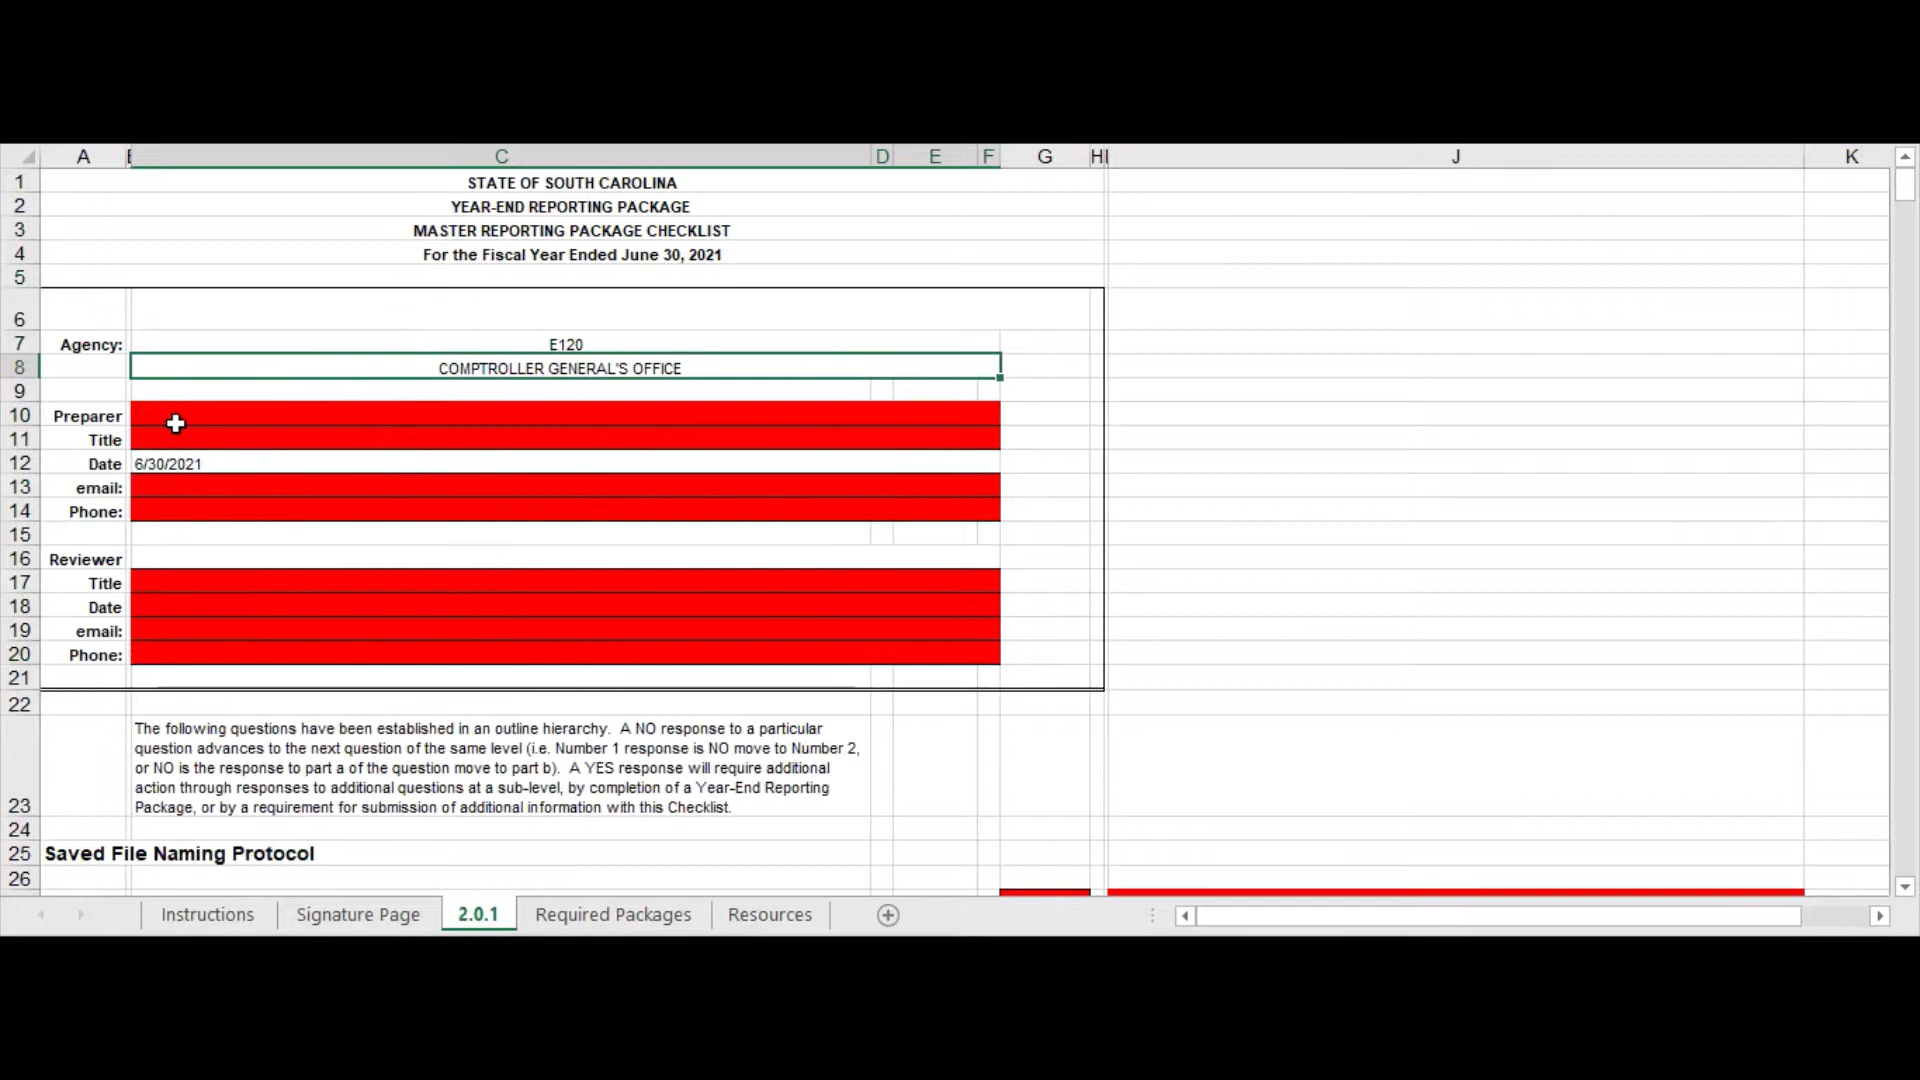 A C D E F G H I J K
1 STATE OF SOUTH CAROLINA
2 YEAR-END REPORTING PACKAGE
3 MASTER REPORTING PACKAGE CHECKLIST
4 For the Fiscal Year Ended June 30, 2021
5
6
7 Agency: E120
8 COMPTROLLER GENERAL'S OFFICE
9
10 Preparer
11 Title
12 Date 6/30/2021
13 email:
14 Phone:
15
16 Reviewer
17 Title
18 Date
19 email:
20 Phone:
21
22
The following questions have been established in an outline hierarchy. A NO response to a particular
question advances to the next question of the same level (i.e. Number 1 response is NO move to Number 2,
or NO is the response to part a of the question move to part b). A YES response will require additional
action through responses to additional questions at a sub-level, by completion of a Year-End Reporting
23 Package, or by a requirement for submission of additional information with this Checklist.
24
25 Saved File Naming Protocol
26
Instructions Signature Page 2.0.1 Required Packages Resources